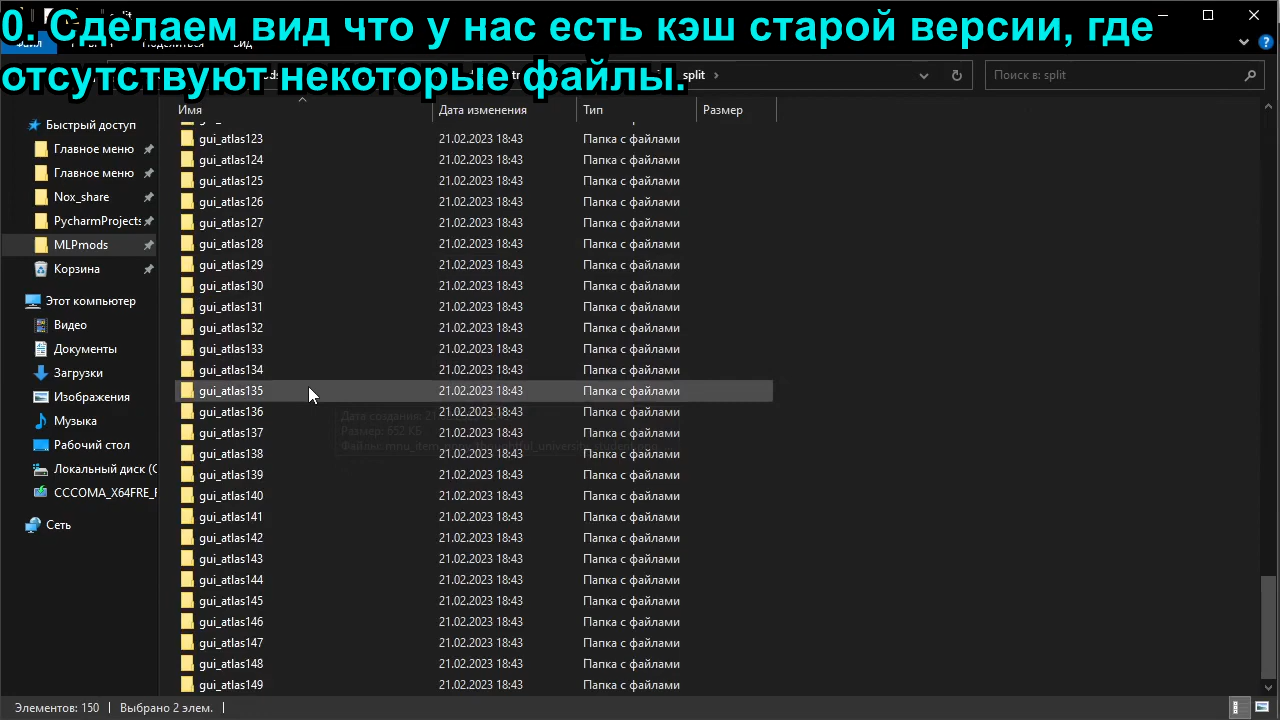 0. Сделаем вид что у нас есть кэш старой версии, где
отсутствуют некоторые файлы.
split
Поиск в: split
Имя
Дата изменения
Тип
Размер
Быстрый доступ
Главное меню
Главное меню
Nox_share
PycharmProjects
MLPmods
Корзина
Этот компьютер
Видео
Документы
Загрузки
Изображения
Музыка
Рабочий стол
Локальный диск (C
CCCOMA_X64FRE_F
Сеть
gui_atlas123 21.02.2023 18:43 Папка с файлами
gui_atlas124 21.02.2023 18:43 Папка с файлами
gui_atlas125 21.02.2023 18:43 Папка с файлами
gui_atlas126 21.02.2023 18:43 Папка с файлами
gui_atlas127 21.02.2023 18:43 Папка с файлами
gui_atlas128 21.02.2023 18:43 Папка с файлами
gui_atlas129 21.02.2023 18:43 Папка с файлами
gui_atlas130 21.02.2023 18:43 Папка с файлами
gui_atlas131 21.02.2023 18:43 Папка с файлами
gui_atlas132 21.02.2023 18:43 Папка с файлами
gui_atlas133 21.02.2023 18:43 Папка с файлами
gui_atlas134 21.02.2023 18:43 Папка с файлами
gui_atlas135 21.02.2023 18:43 Папка с файлами
gui_atlas136 21.02.2023 18:43 Папка с файлами
gui_atlas137 21.02.2023 18:43 Папка с файлами
gui_atlas138 21.02.2023 18:43 Папка с файлами
gui_atlas139 21.02.2023 18:43 Папка с файлами
gui_atlas140 21.02.2023 18:43 Папка с файлами
gui_atlas141 21.02.2023 18:43 Папка с файлами
gui_atlas142 21.02.2023 18:43 Папка с файлами
gui_atlas143 21.02.2023 18:43 Папка с файлами
gui_atlas144 21.02.2023 18:43 Папка с файлами
gui_atlas145 21.02.2023 18:43 Папка с файлами
gui_atlas146 21.02.2023 18:43 Папка с файлами
gui_atlas147 21.02.2023 18:43 Папка с файлами
gui_atlas148 21.02.2023 18:43 Папка с файлами
gui_atlas149 21.02.2023 18:43 Папка с файлами
Элементов: 150
Выбрано 2 элем.